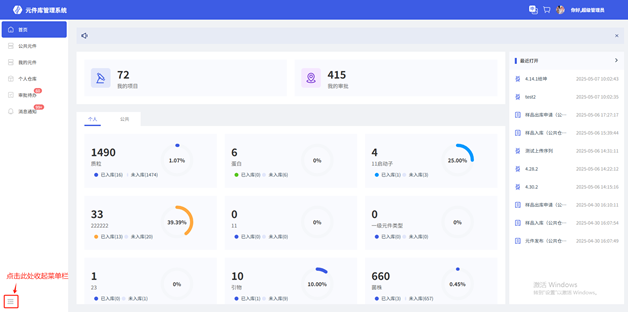 元件库管理系统
你好,超级管理员
首页
公共元件
我的元件
个人仓库
审批待办
消息通知
99+
72
我的项目
415
我的审批
个人 公共
1490
质粒
已入库(16) 未入库(1474)
1.07%
6
蛋白
已入库(0) 未入库(6)
0%
4
11启动子
已入库(1) 未入库(3)
25.00%
33
222222
已入库(13) 未入库(20)
39.39%
0
11
已入库(0) 未入库(0)
0%
0
一级元件类型
已入库(0) 未入库(0)
0%
1
23
已入库(0) 未入库(1)
0%
10
引物
已入库(1) 未入库(9)
10.00%
660
菌株
已入库(3) 未入库(657)
0.45%
最近打开
2025-05-07 10:02:43
test2 2025-05-07 10:02:35
样品出库申请（公… 2025-05-06 17:27:17
样品入库（公共仓… 2025-05-06 15:39:44
测试上传序列 2025-05-06 14:31:11
4.28.2 2025-05-06 14:22:12
4.30.2 2025-05-06 14:15:10
样品出库申请（公… 2025-04-30 16:10:11
样品入库（公共仓… 2025-04-30 16:07:54
元件发布（公共仓… 2025-04-30 16:07:49
点击此处收起菜单栏
激活 Windows
转到"设置"以激活 Windows。